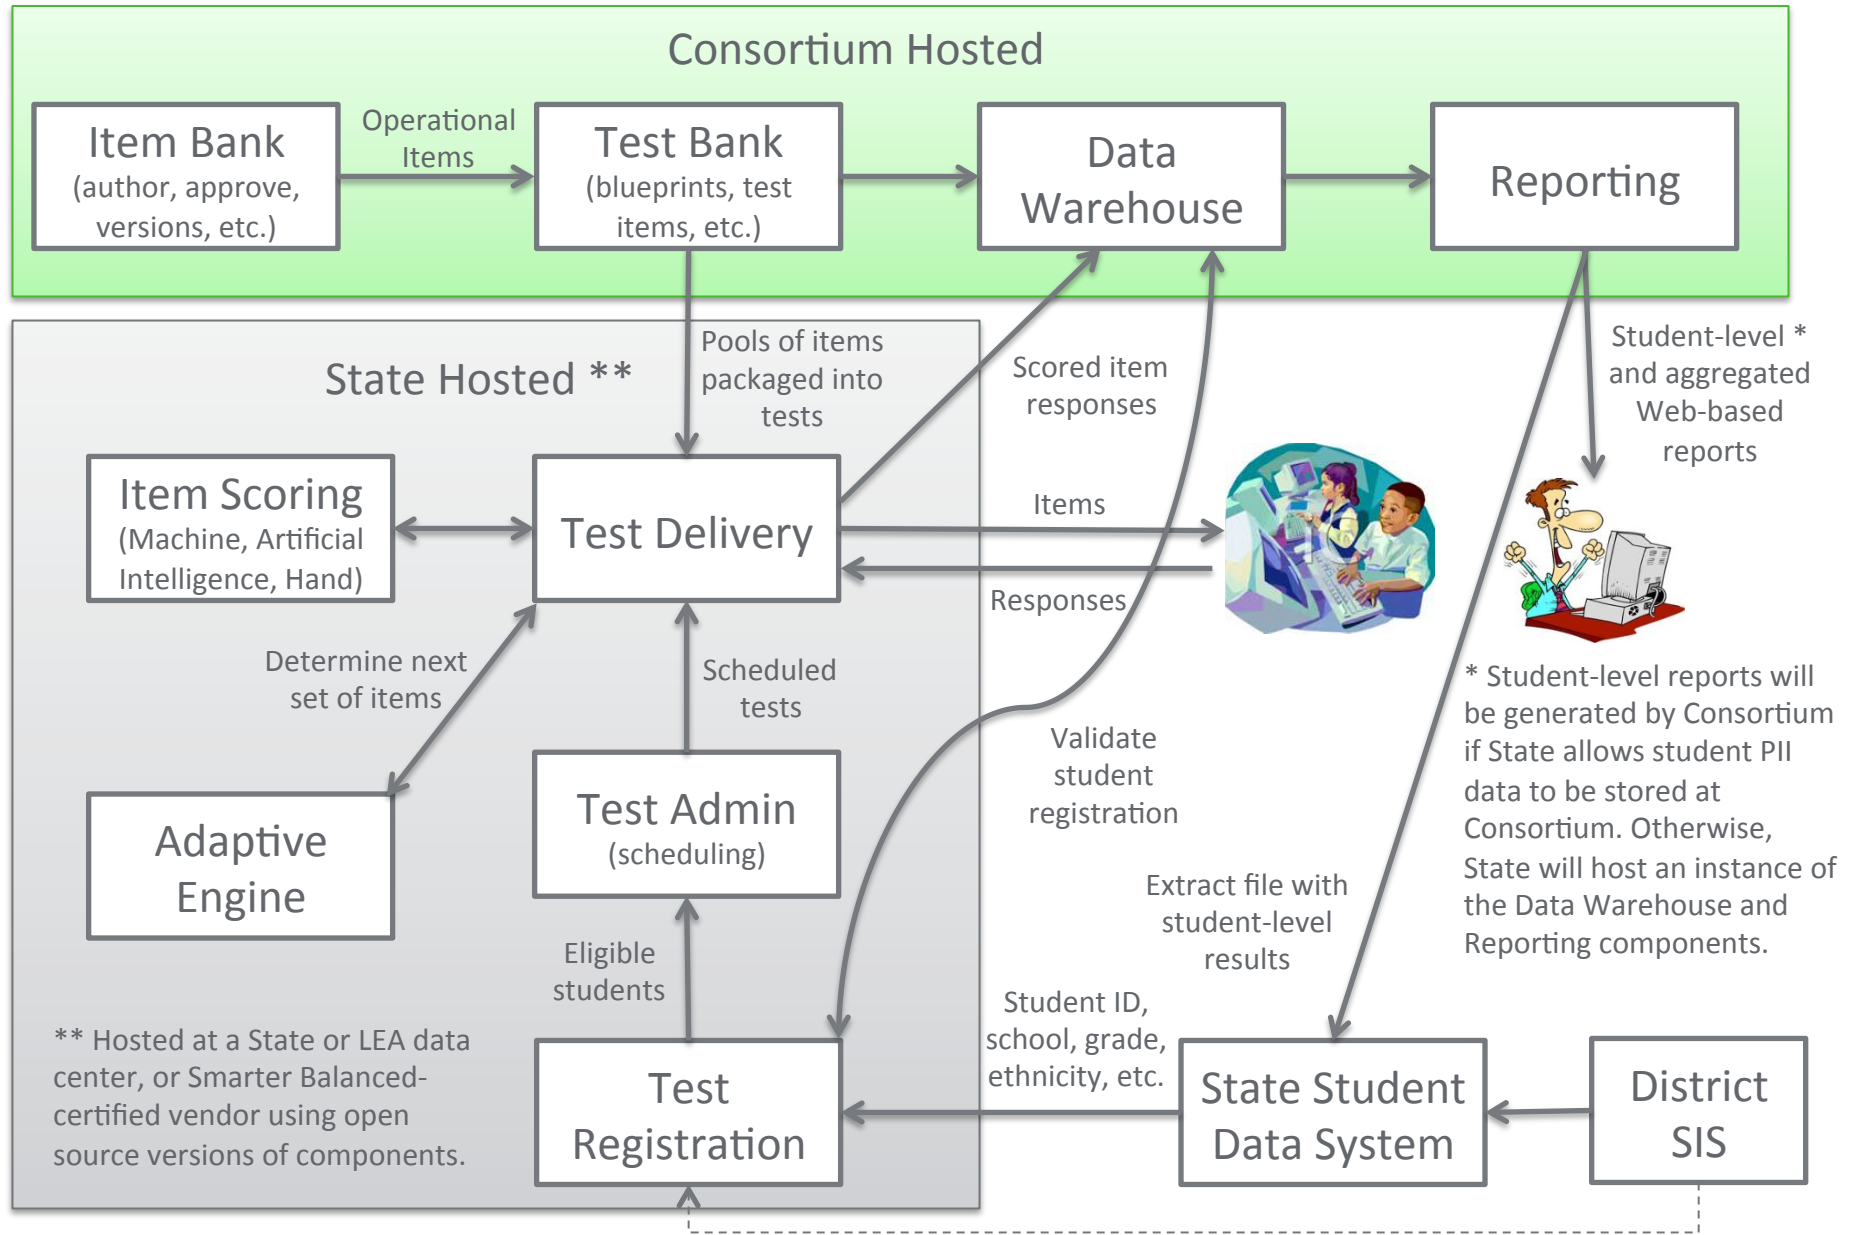 Consortium Hosted
Item Bank
(author, approve,
versions, etc.)
Operational
Items
Test Bank
(blueprints, test
items, etc.)
Data
Warehouse
Reporting
State Hosted **
Pools of items
packaged into
tests
Scored item
responses
Student-level *
and aggregated
Web-based
reports
Item Scoring
(Machine, Artificial
Intelligence, Hand)
Test Delivery
Items
Responses
Determine next
set of items
Scheduled
tests
Adaptive
Engine
Test Admin
(scheduling)
Validate
student
registration
* Student-level reports will
be generated by Consortium
if State allows student PII
data to be stored at
Consortium. Otherwise,
State will host an instance of
the Data Warehouse and
Reporting components.
Extract file with
student-level
results
Eligible
students
Student ID,
school, grade,
ethnicity, etc.
** Hosted at a State or LEA data
center, or Smarter Balanced-
certified vendor using open
source versions of components.
Test
Registration
State Student
Data System
District
SIS